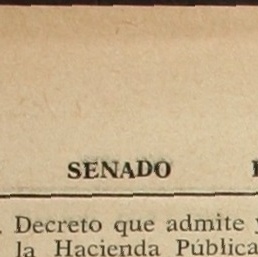 SENADO
Decreto que admite y
la Hacienda Pública